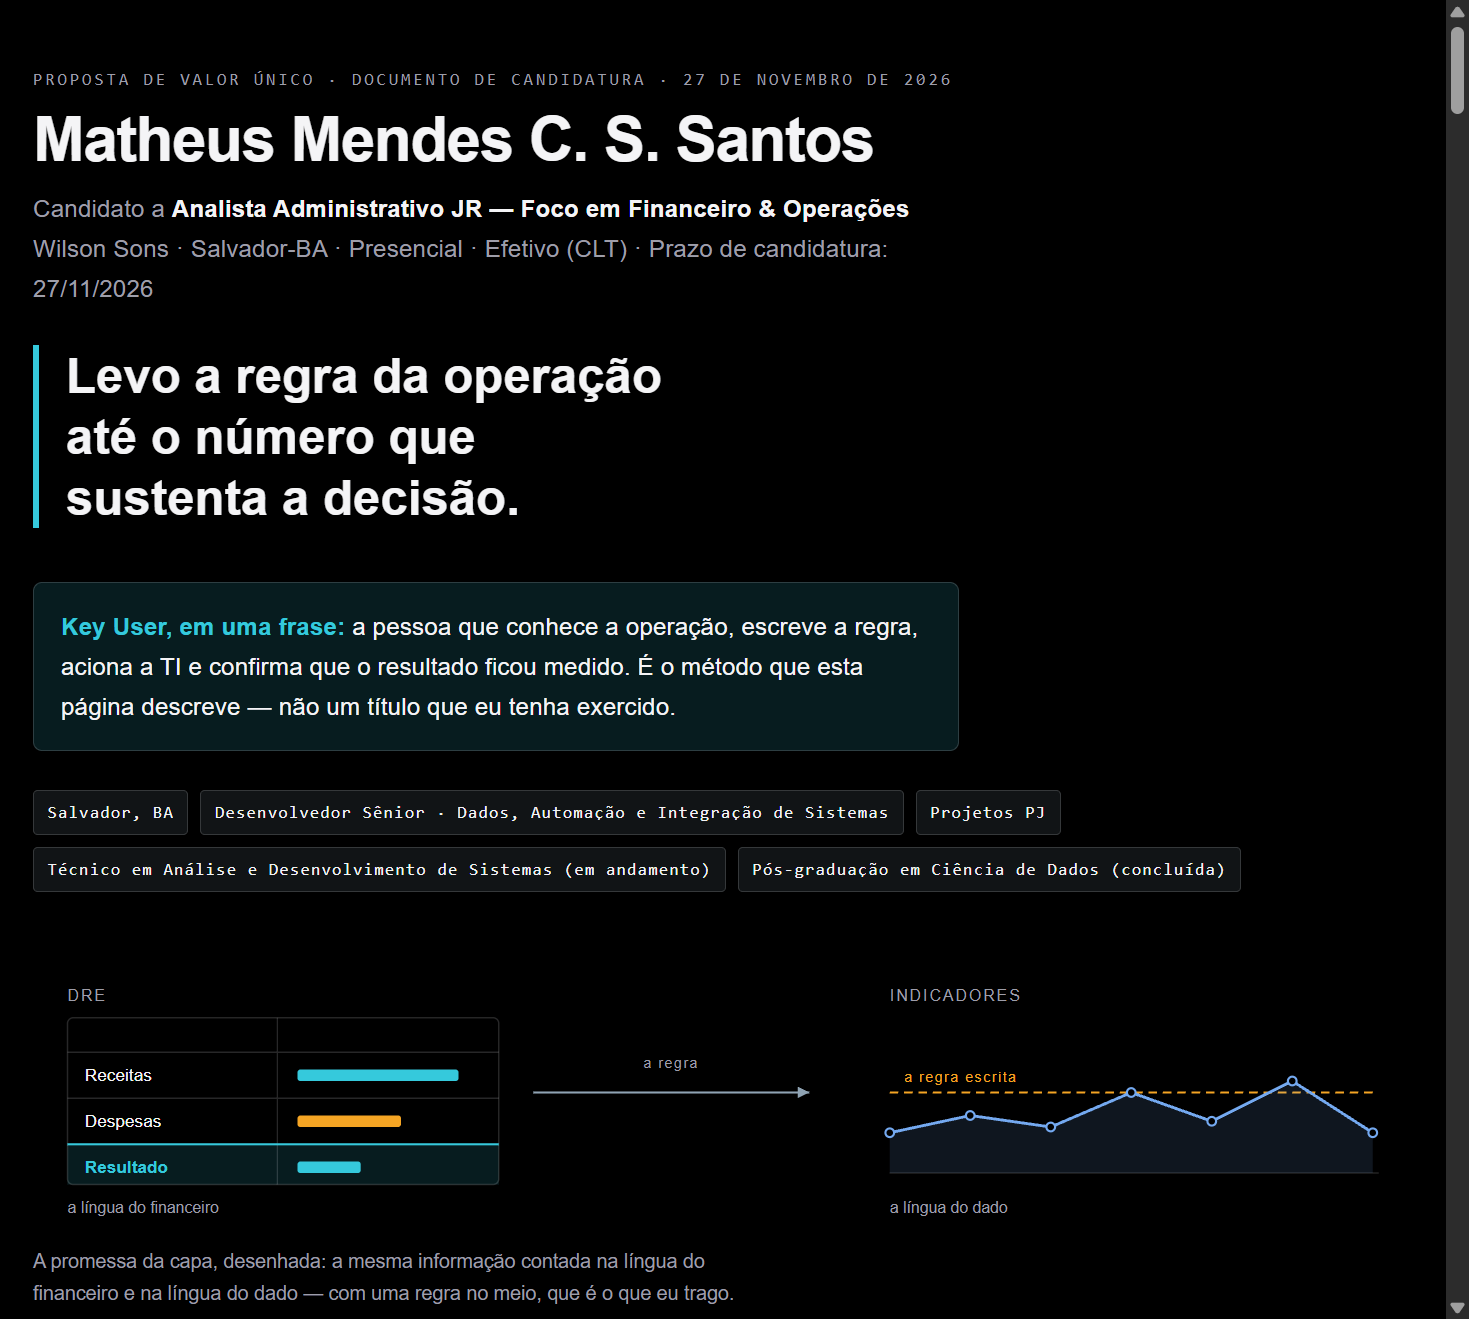 PROPOSTA DE VALOR ÚNICO · DOCUMENTO DE CANDIDATURA · 27 DE NOVEMBRO DE 2026
Matheus Mendes C. S. Santos
Candidato a Analista Administrativo JR — Foco em Financeiro & Operações
Wilson Sons · Salvador-BA · Presencial · Efetivo (CLT) · Prazo de candidatura:
27/11/2026
Levo a regra da operação
até o número que
sustenta a decisão.
Key User, em uma frase: a pessoa que conhece a operação, escreve a regra,
aciona a TI e confirma que o resultado ficou medido. É o método que esta
página descreve — não um título que eu tenha exercido.
Salvador, BA
Desenvolvedor Sênior · Dados, Automação e Integração de Sistemas
Projetos PJ
Técnico em Análise e Desenvolvimento de Sistemas (em andamento)
Pós-graduação em Ciência de Dados (concluída)
DRE
Receitas
Despesas
Resultado
a língua do financeiro
a regra
INDICADORES
a regra escrita
a língua do dado
A promessa da capa, desenhada: a mesma informação contada na língua do
financeiro e na língua do dado — com uma regra no meio, que é o que eu trago.